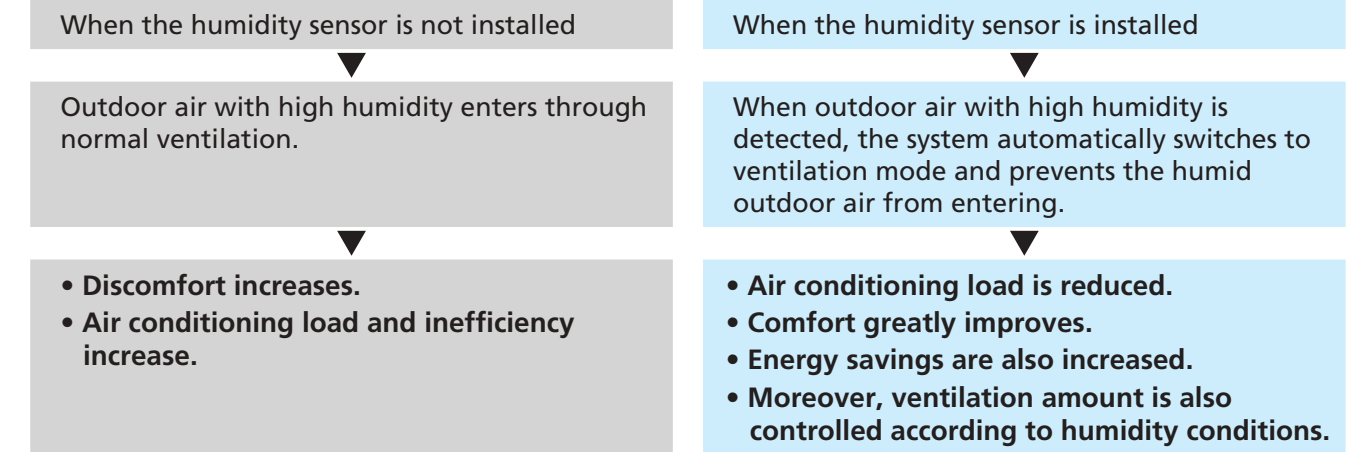 When the humidity sensor is not installed
Outdoor air with high humidity enters through
normal ventilation.
• Discomfort increases.
• Air conditioning load and inefficiency
increase.
When the humidity sensor is installed
When outdoor air with high humidity is
detected, the system automatically switches to
ventilation mode and prevents the humid
outdoor air from entering.
• Air conditioning load is reduced.
• Comfort greatly improves.
• Energy savings are also increased.
• Moreover, ventilation amount is also
controlled according to humidity conditions.